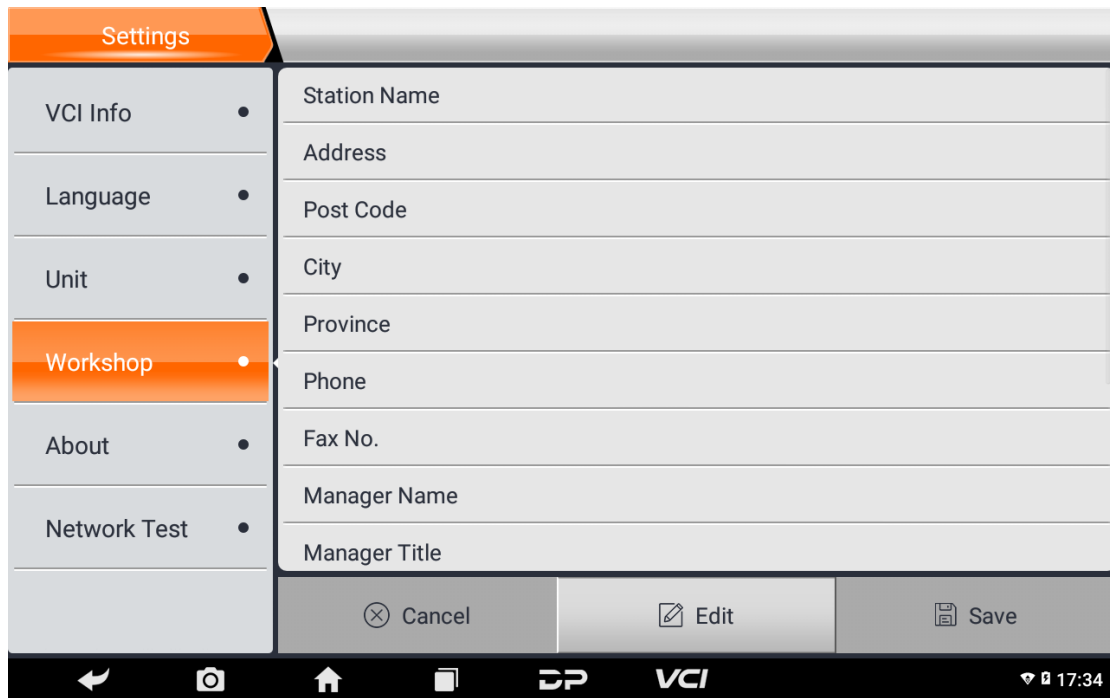 Settings
VCI Info
Language
Unit
Workshop
About
Network Test
Station Name
Address
Post Code
City
Province
Phone
Fax No.
Manager Name
Manager Title
Cancel
Edit
Save
DP
VCI
17:34